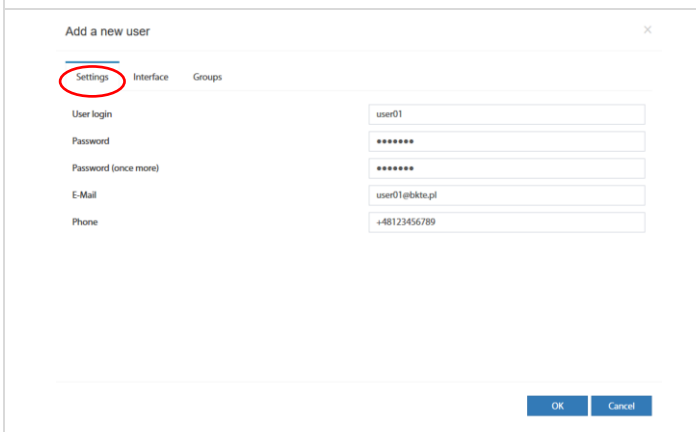 Add a new user
Settings Interface Groups
User login user01
Password •••••••
Password (once more) •••••••
E-Mail user01@bkte.pl
Phone +48123456789
OK Cancel